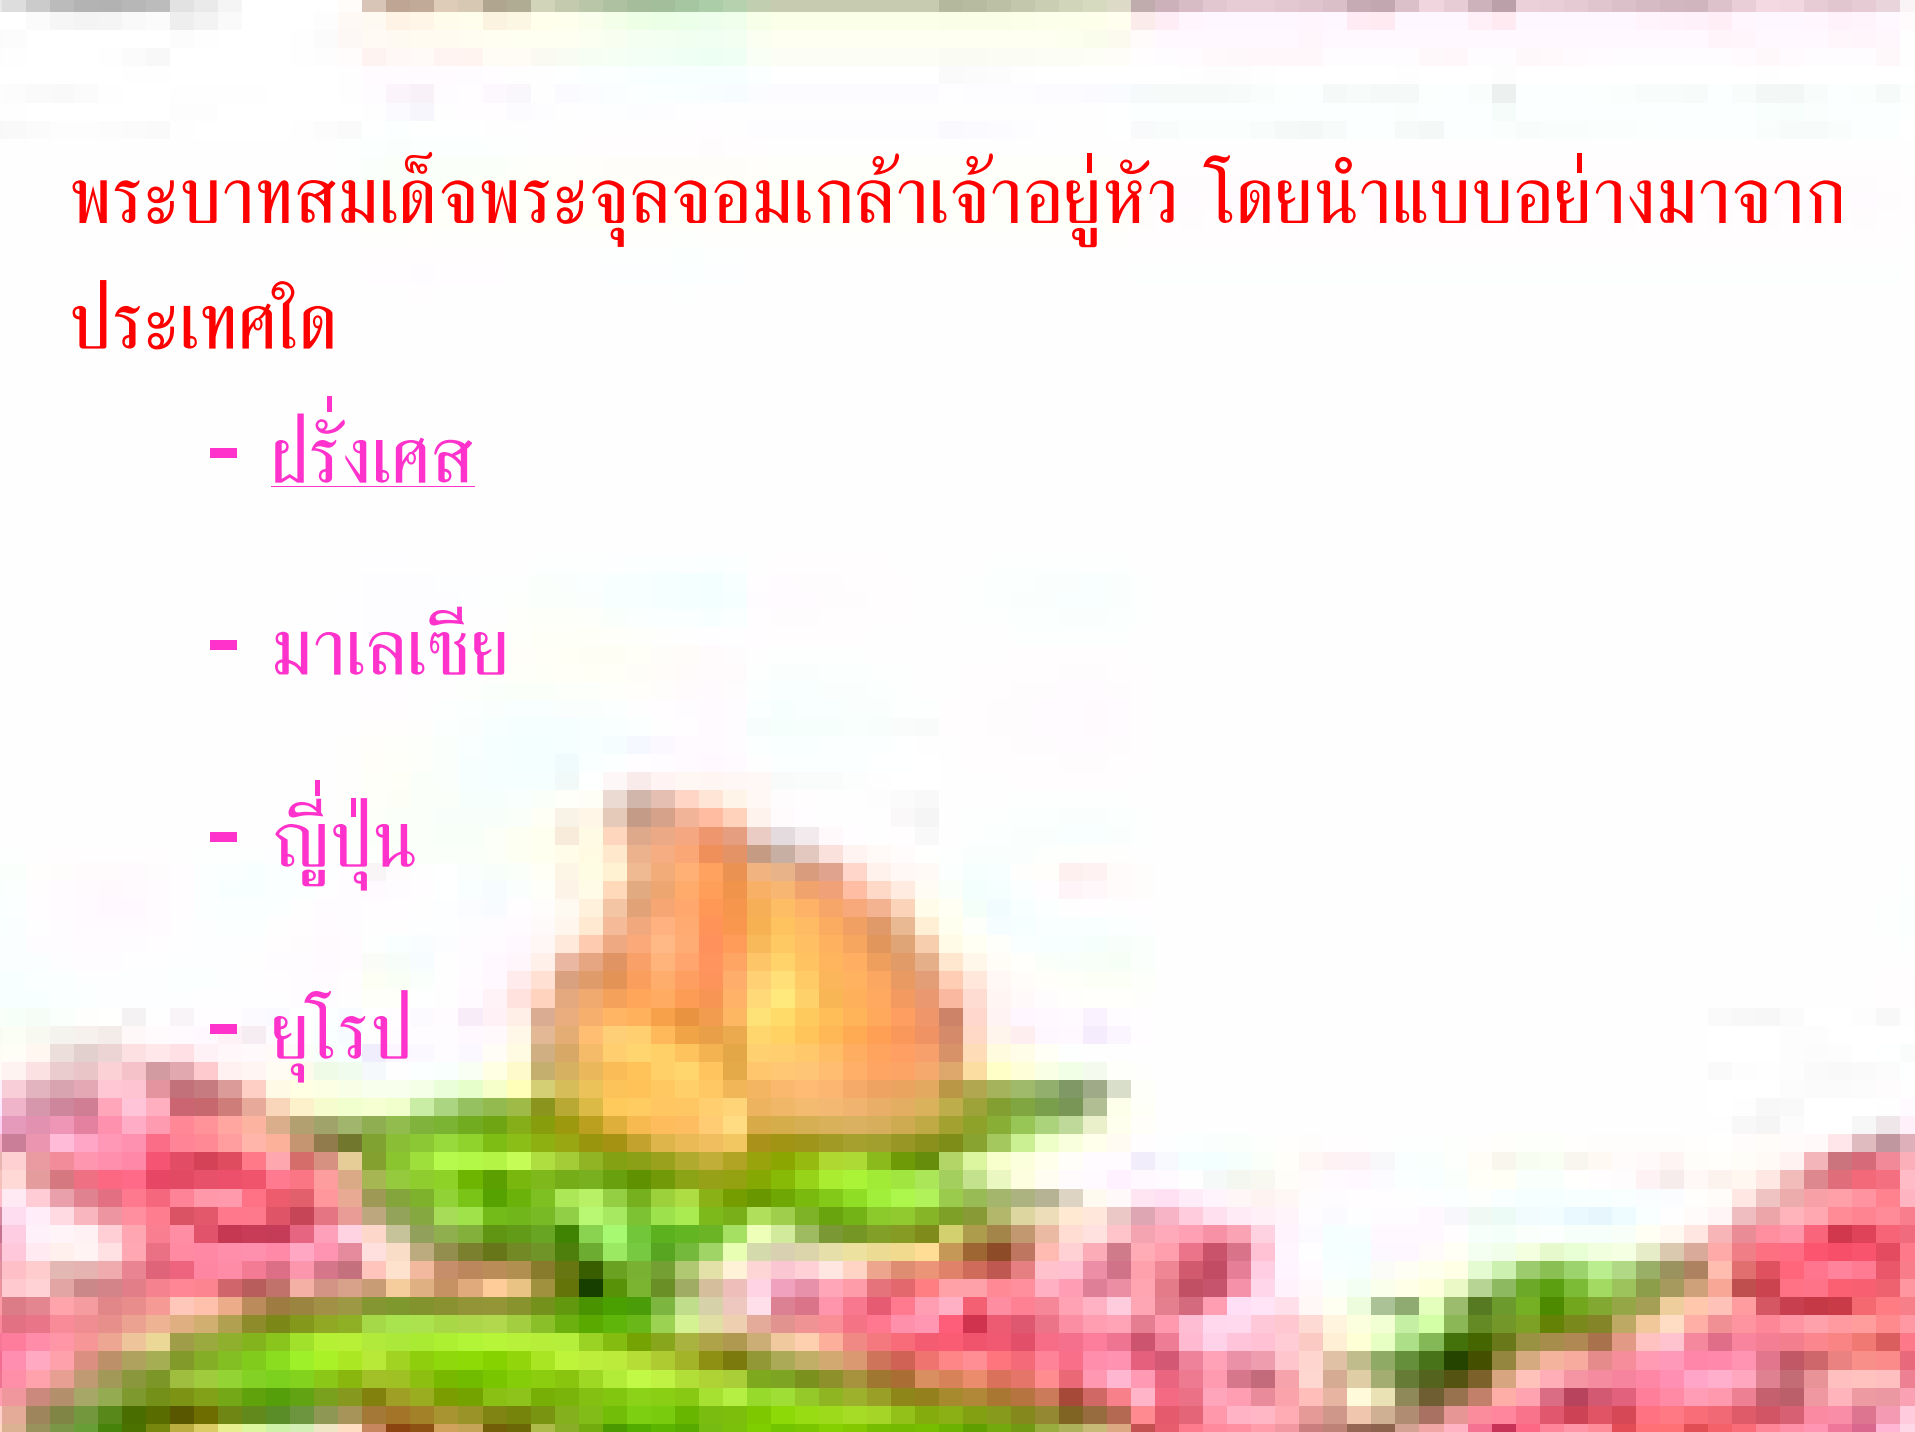 พระบาทสมเด็จพระจุลจอมเกล้าเจ้าอยู่หัว โดยนำแบบอย่างมาจาก
ประเทศใด
- ฝรั่งเศส
- มาเลเซีย
- ญี่ปุ่น
- ยุโรป